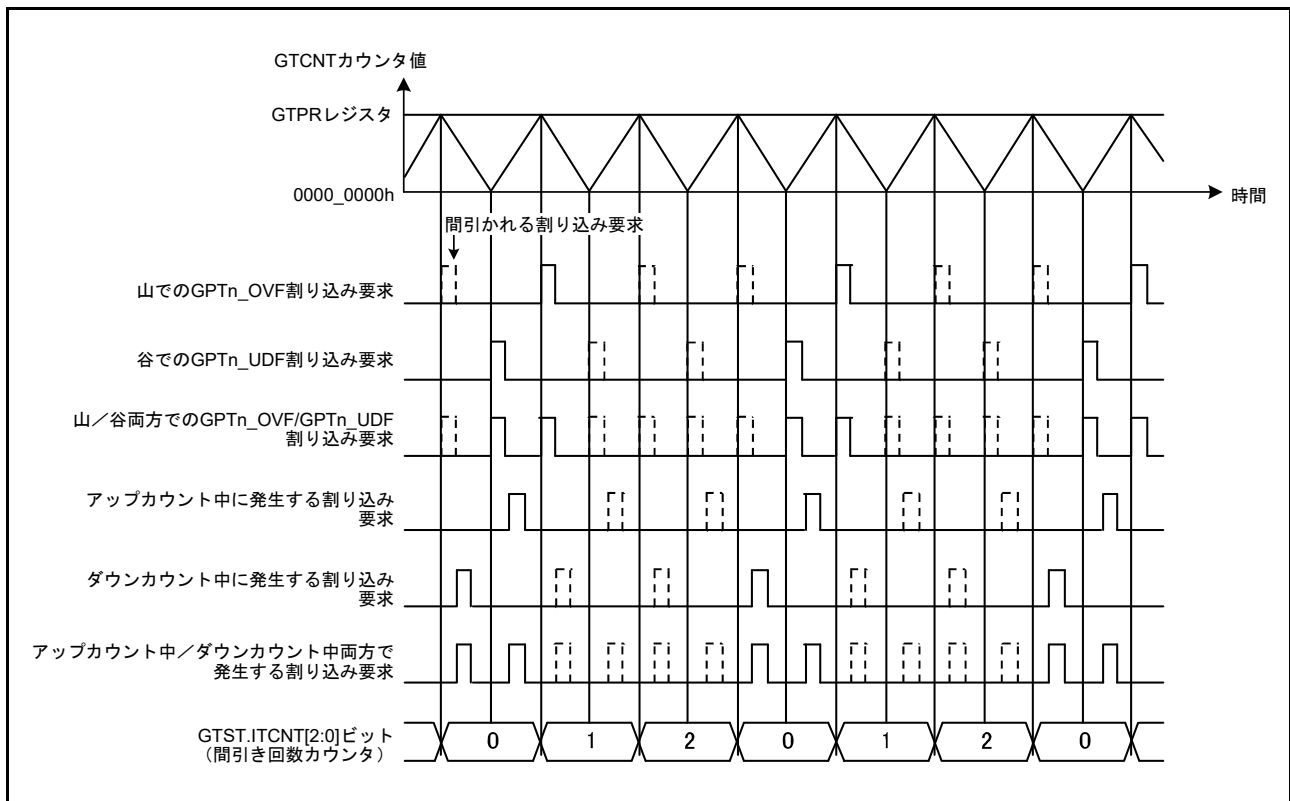 GTCNTカウンタ値
GTPRレジスタ
0000_0000h
時間
間引かれる割り込み要求
山でのGPTn_OVF割り込み要求
谷でのGPTn_UDF割り込み要求
山／谷両方でのGPTn_OVF/GPTn_UDF
割り込み要求
アップカウント中に発生する割り込み
要求
ダウンカウント中に発生する割り込み
要求
アップカウント中／ダウンカウント中両方で
発生する割り込み要求
GTST.ITCNT[2:0]ビット
（間引き回数カウンタ）
0 1 2 0 1 2 0